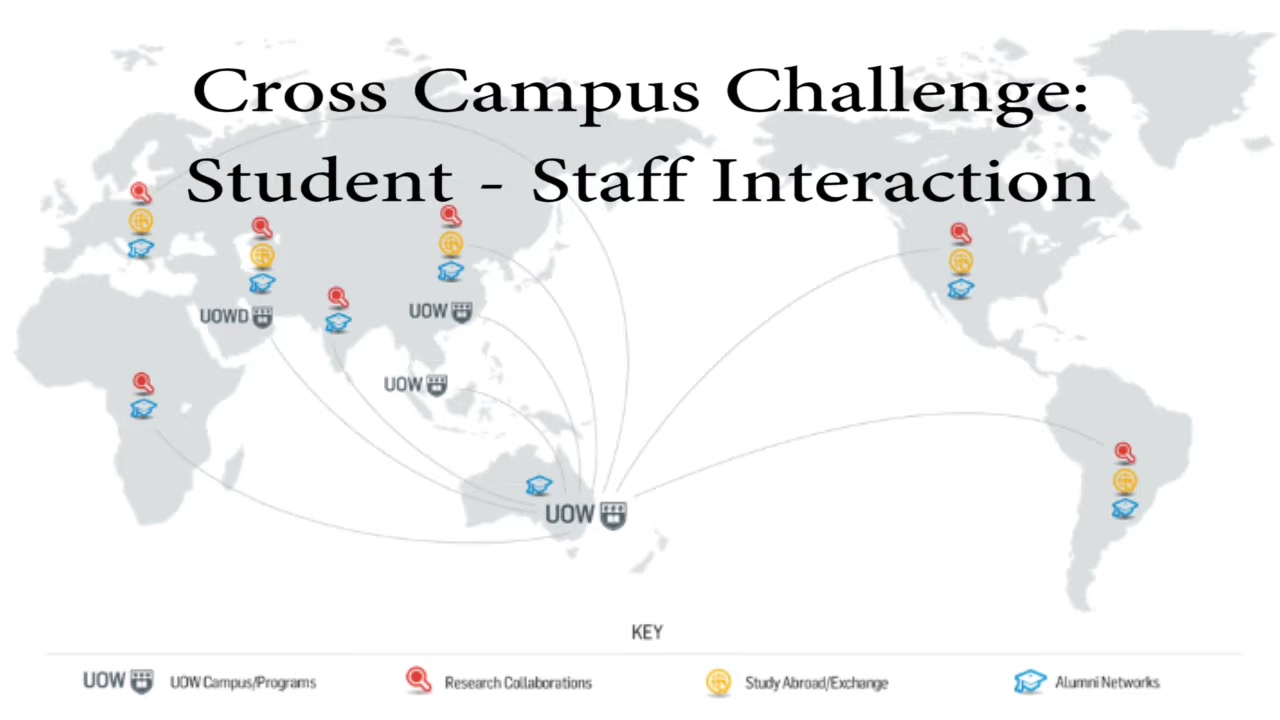 Cross Campus Challenge:
Student - Staff Interaction
UOWD
UOW
UOW
UOW
KEY
UOW UOW Campus/Programs Research Collaborations Study Abroad/Exchange Alumni Networks